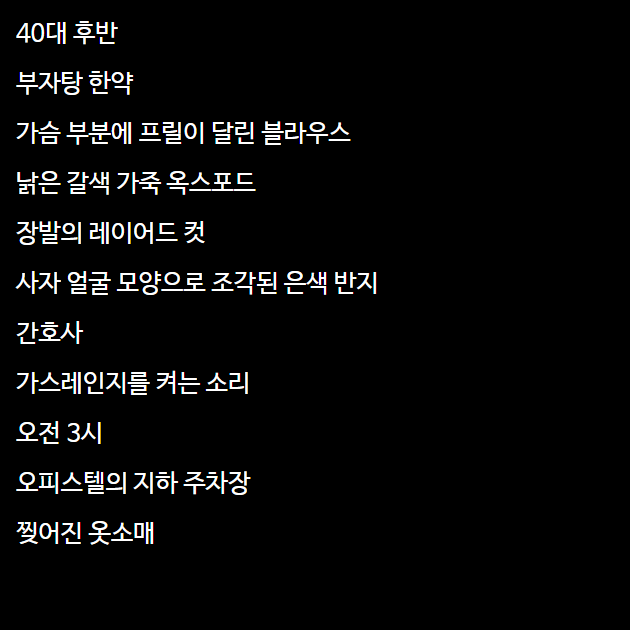 40대 후반
부자탕 한약
가슴 부분에 프릴이 달린 블라우스
낡은 갈색 가죽 옥스포드
장발의 레이어드 컷
사자 얼굴 모양으로 조각된 은색 반지
간호사
가스레인지를 켜는 소리
오전 3시
오피스텔의 지하 주차장
찢어진 옷소매